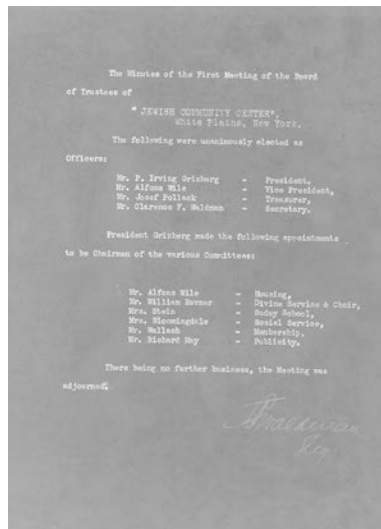 The Minutes of the First Meeting of the Board
of Trustees of
" JEWISH COMMUNITY CENTER",
White Plains, New York.
The following were unanimously elected as
Officers:
Mr. P. Irving Grinberg - President,
Mr. Alfons Wile - Vice President,
Mr. Josef Pollack - Treasurer,
Mr. Clarence F. Waldman - Secretary.
President Grinberg made the following appointments
to be Chairman of the various Committees:
Mr. Alfons Wile - Housing,
Mr. William - Divine Service & Choir,
Mrs. Stein - Suday School,
Mrs. Bloomingdale - Social Service,
Mr. Wallach - Membership,
Mr. Richard May - Publicity.
There being no further business, the Meeting was
adjourned.
Waldman